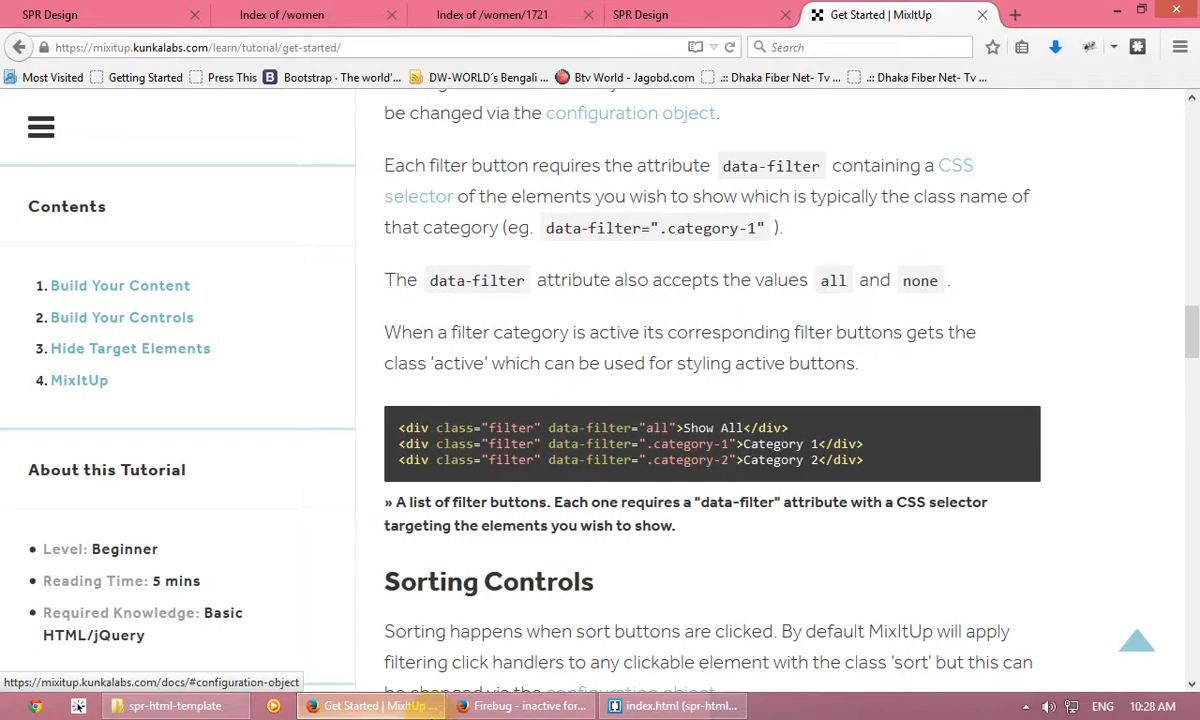 SPR Design
Index of /women
Index of /women/1721
SPR Design
Get Started | MixItUp
https://mixitup.kunkalabs.com/learn/tutorial/get-started/
Search
Most Visited
Getting Started
Press This
Bootstrap · The world'...
DW-WORLD´s Bengali ...
Btv World - Jagobd.com
.:: Dhaka Fiber Net- Tv ...
.:: Dhaka Fiber Net- Tv ...
Contents
1. Build Your Content
2. Build Your Controls
3. Hide Target Elements
4. MixItUp
About this Tutorial
Level: Beginner
Reading Time: 5 mins
Required Knowledge: Basic
HTML/jQuery
be changed via the configuration object.
Each filter button requires the attribute data-filter containing a CSS
selector of the elements you wish to show which is typically the class name of
that category (eg. data-filter=".category-1" ).
The data-filter attribute also accepts the values all and none .
When a filter category is active its corresponding filter buttons gets the
class 'active' which can be used for styling active buttons.
<div class="filter" data-filter="all">Show All</div>
<div class="filter" data-filter=".category-1">Category 1</div>
<div class="filter" data-filter=".category-2">Category 2</div>
» A list of filter buttons. Each one requires a "data-filter" attribute with a CSS selector
targeting the elements you wish to show.
Sorting Controls
Sorting happens when sort buttons are clicked. By default MixItUp will apply
filtering click handlers to any clickable element with the class 'sort' but this can
be changed via the configuration object.
https://mixitup.kunkalabs.com/docs/#configuration-object
spr-html-template
Get Started | MixItUp ...
Firebug - inactive for...
index.html (spr-html-...
ENG
10:28 AM